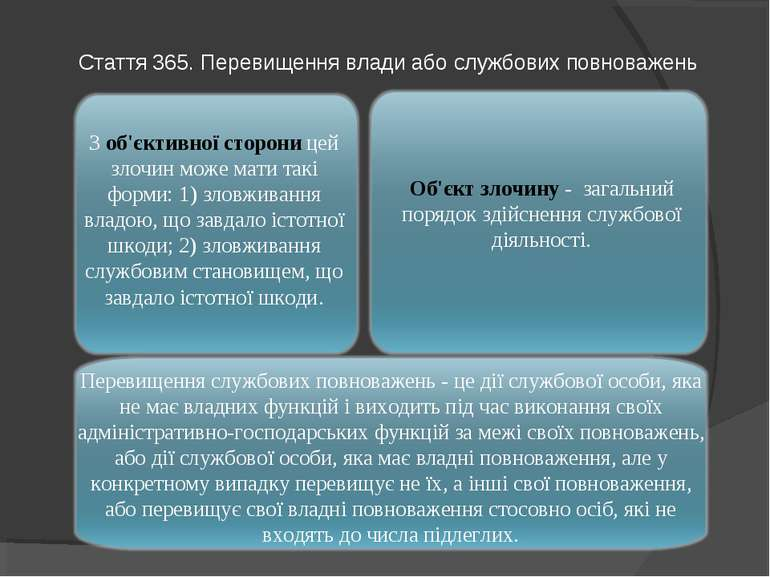 Стаття 365. Перевищення влади або службових повноважень
З об'єктивної сторони цей
злочин може мати такі
форми: 1) зловживання
владою, що завдало істотної
шкоди; 2) зловживання
службовим становищем, що
завдало істотної шкоди.
Об'єкт злочину - загальний
порядок здійснення службової
діяльності.
Перевищення службових повноважень - це дії службової особи, яка
не має владних функцій і виходить під час виконання своїх
адміністративно-господарських функцій за межі своїх повноважень,
або дії службової особи, яка має владні повноваження, але у
конкретному випадку перевищує не їх, а інші свої повноваження,
або перевищує свої владні повноваження стосовно осіб, які не
входять до числа підлеглих.